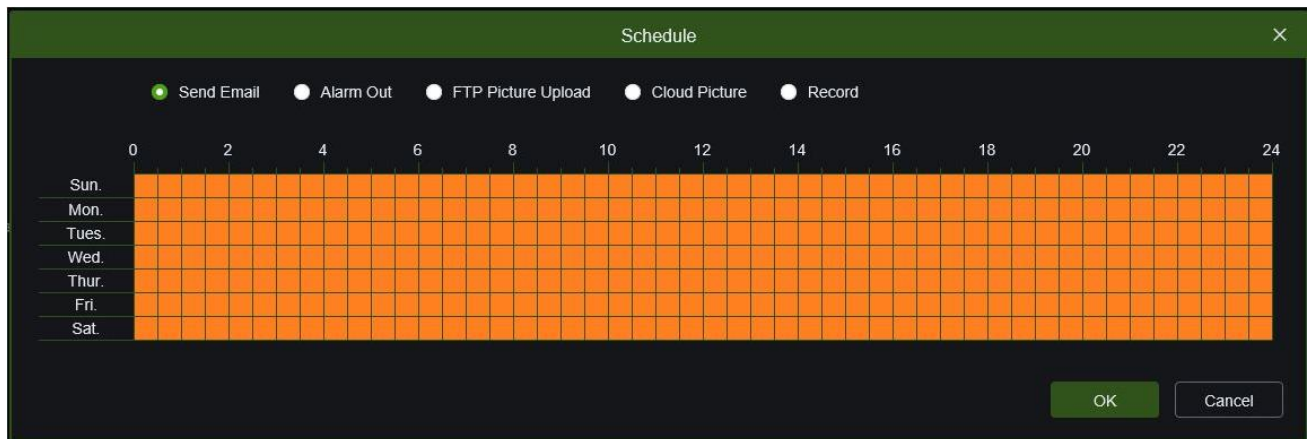 Schedule
Send Email Alarm Out FTP Picture Upload Cloud Picture Record
0 2 4 6 8 10 12 14 16 18 20 22 24
Sun.
Mon.
Tues.
Wed.
Thur.
Fri.
Sat.
OK Cancel